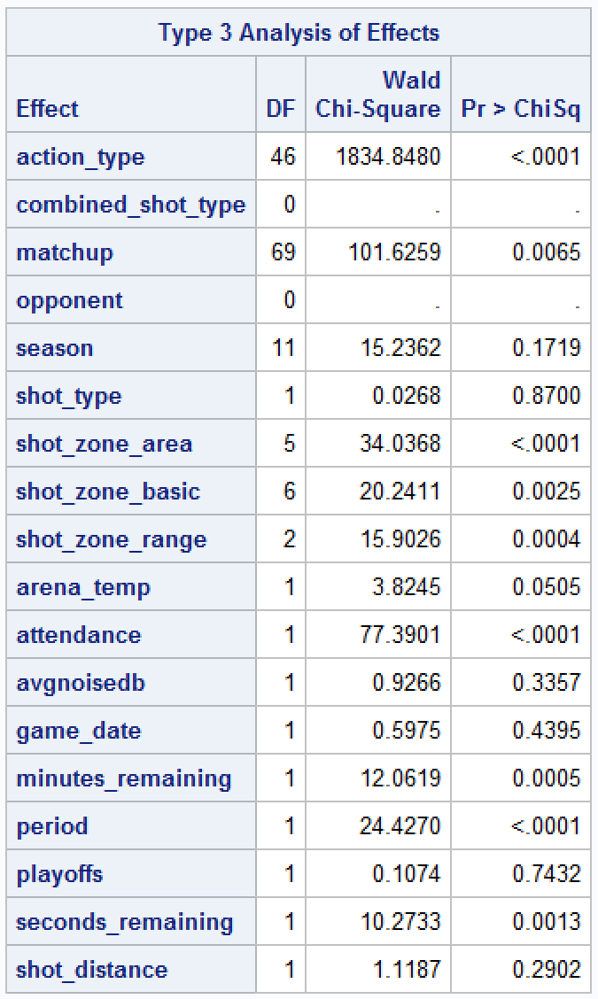 Type 3 Analysis of Effects
Wald
Effect DF Chi-Square Pr > ChiSq
action_type 46 1834.8480 <.0001
combined_shot_type 0 . .
matchup 69 101.6259 0.0065
opponent 0 . .
season 11 15.2362 0.1719
shot_type 1 0.0268 0.8700
shot_zone_area 5 34.0368 <.0001
shot_zone_basic 6 20.2411 0.0025
shot_zone_range 2 15.9026 0.0004
arena_temp 1 3.8245 0.0505
attendance 1 77.3901 <.0001
avgnoisedb 1 0.9266 0.3357
game_date 1 0.5975 0.4395
minutes_remaining 1 12.0619 0.0005
period 1 24.4270 <.0001
playoffs 1 0.1074 0.7432
seconds_remaining 1 10.2733 0.0013
shot_distance 1 1.1187 0.2902